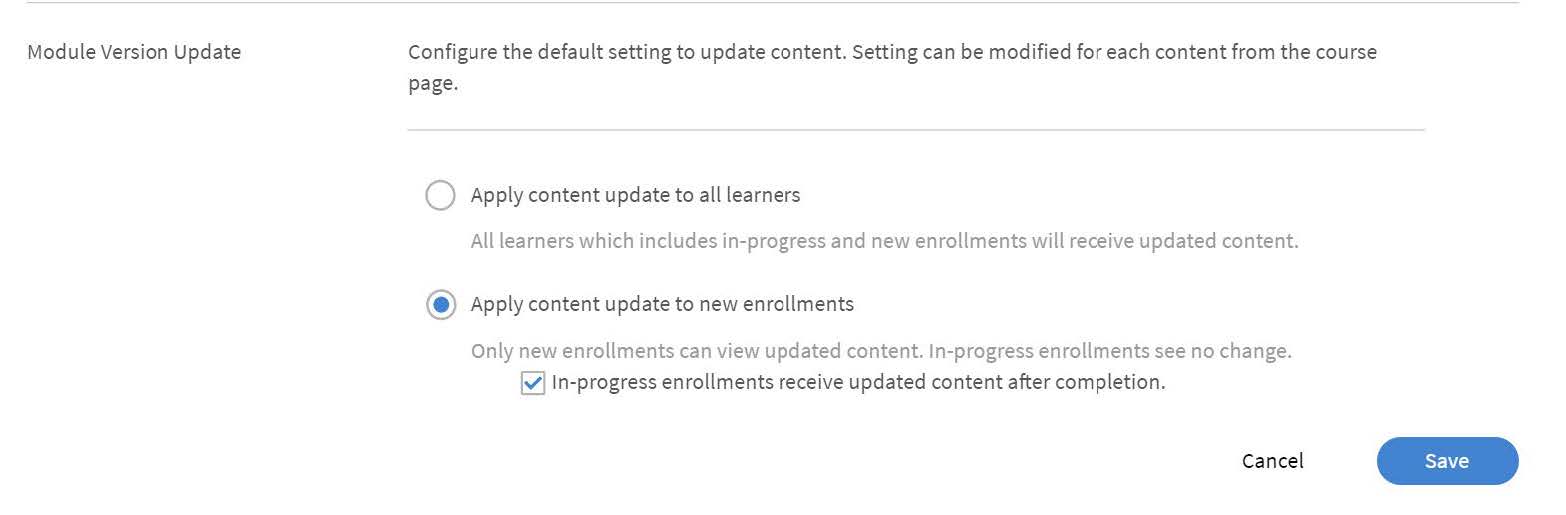 Module Version Update
Configure the default setting to update content. Setting can be modified for each content from the course
page.
Apply content update to all learners
All learners which includes in-progress and new enrollments will receive updated content.
Apply content update to new enrollments
Only new enrollments can view updated content. In-progress enrollments see no change.
In-progress enrollments receive updated content after completion.
Cancel
Save